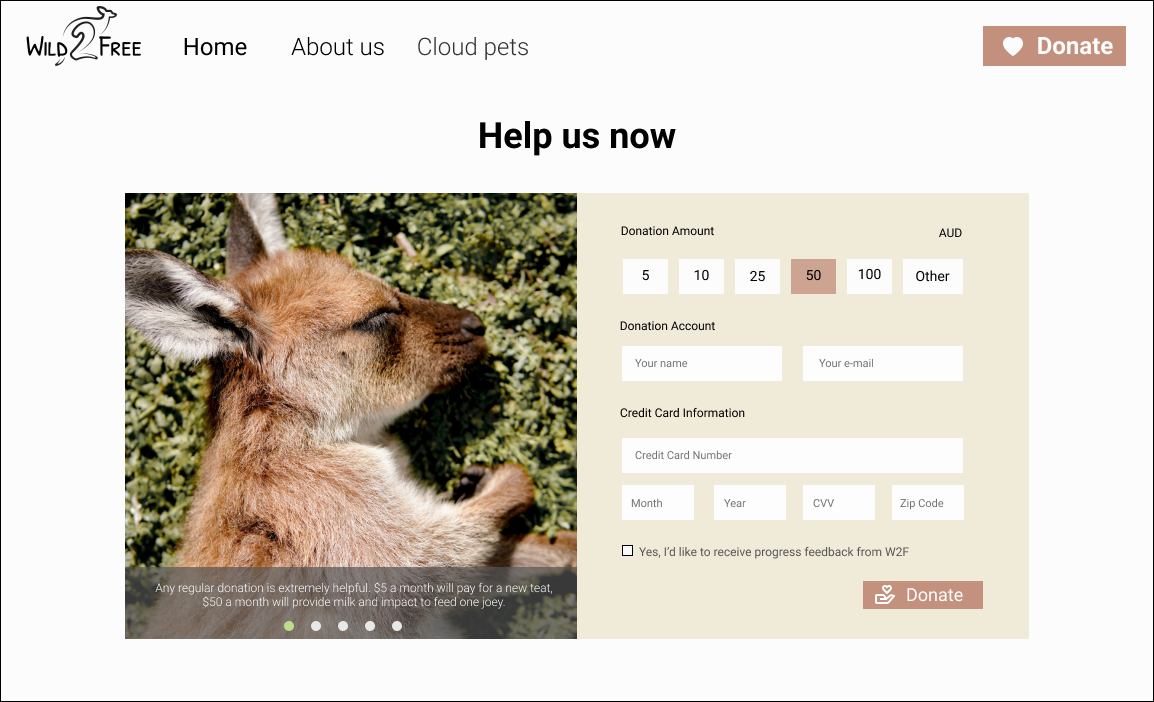 WILD 2 FREE
Home
About us
Cloud pets
Donate
Help us now
Donation Amount
AUD
5
10
25
50
100
Other
Donation Account
Your name
Your e-mail
Credit Card Information
Credit Card Number
Month
Year
CVV
Zip Code
Yes, I'd like to receive progress feedback from W2F
Donate
Any regular donation is extremely helpful. $5 a month will pay for a new teat,
$50 a month will provide milk and impact to feed one joey.